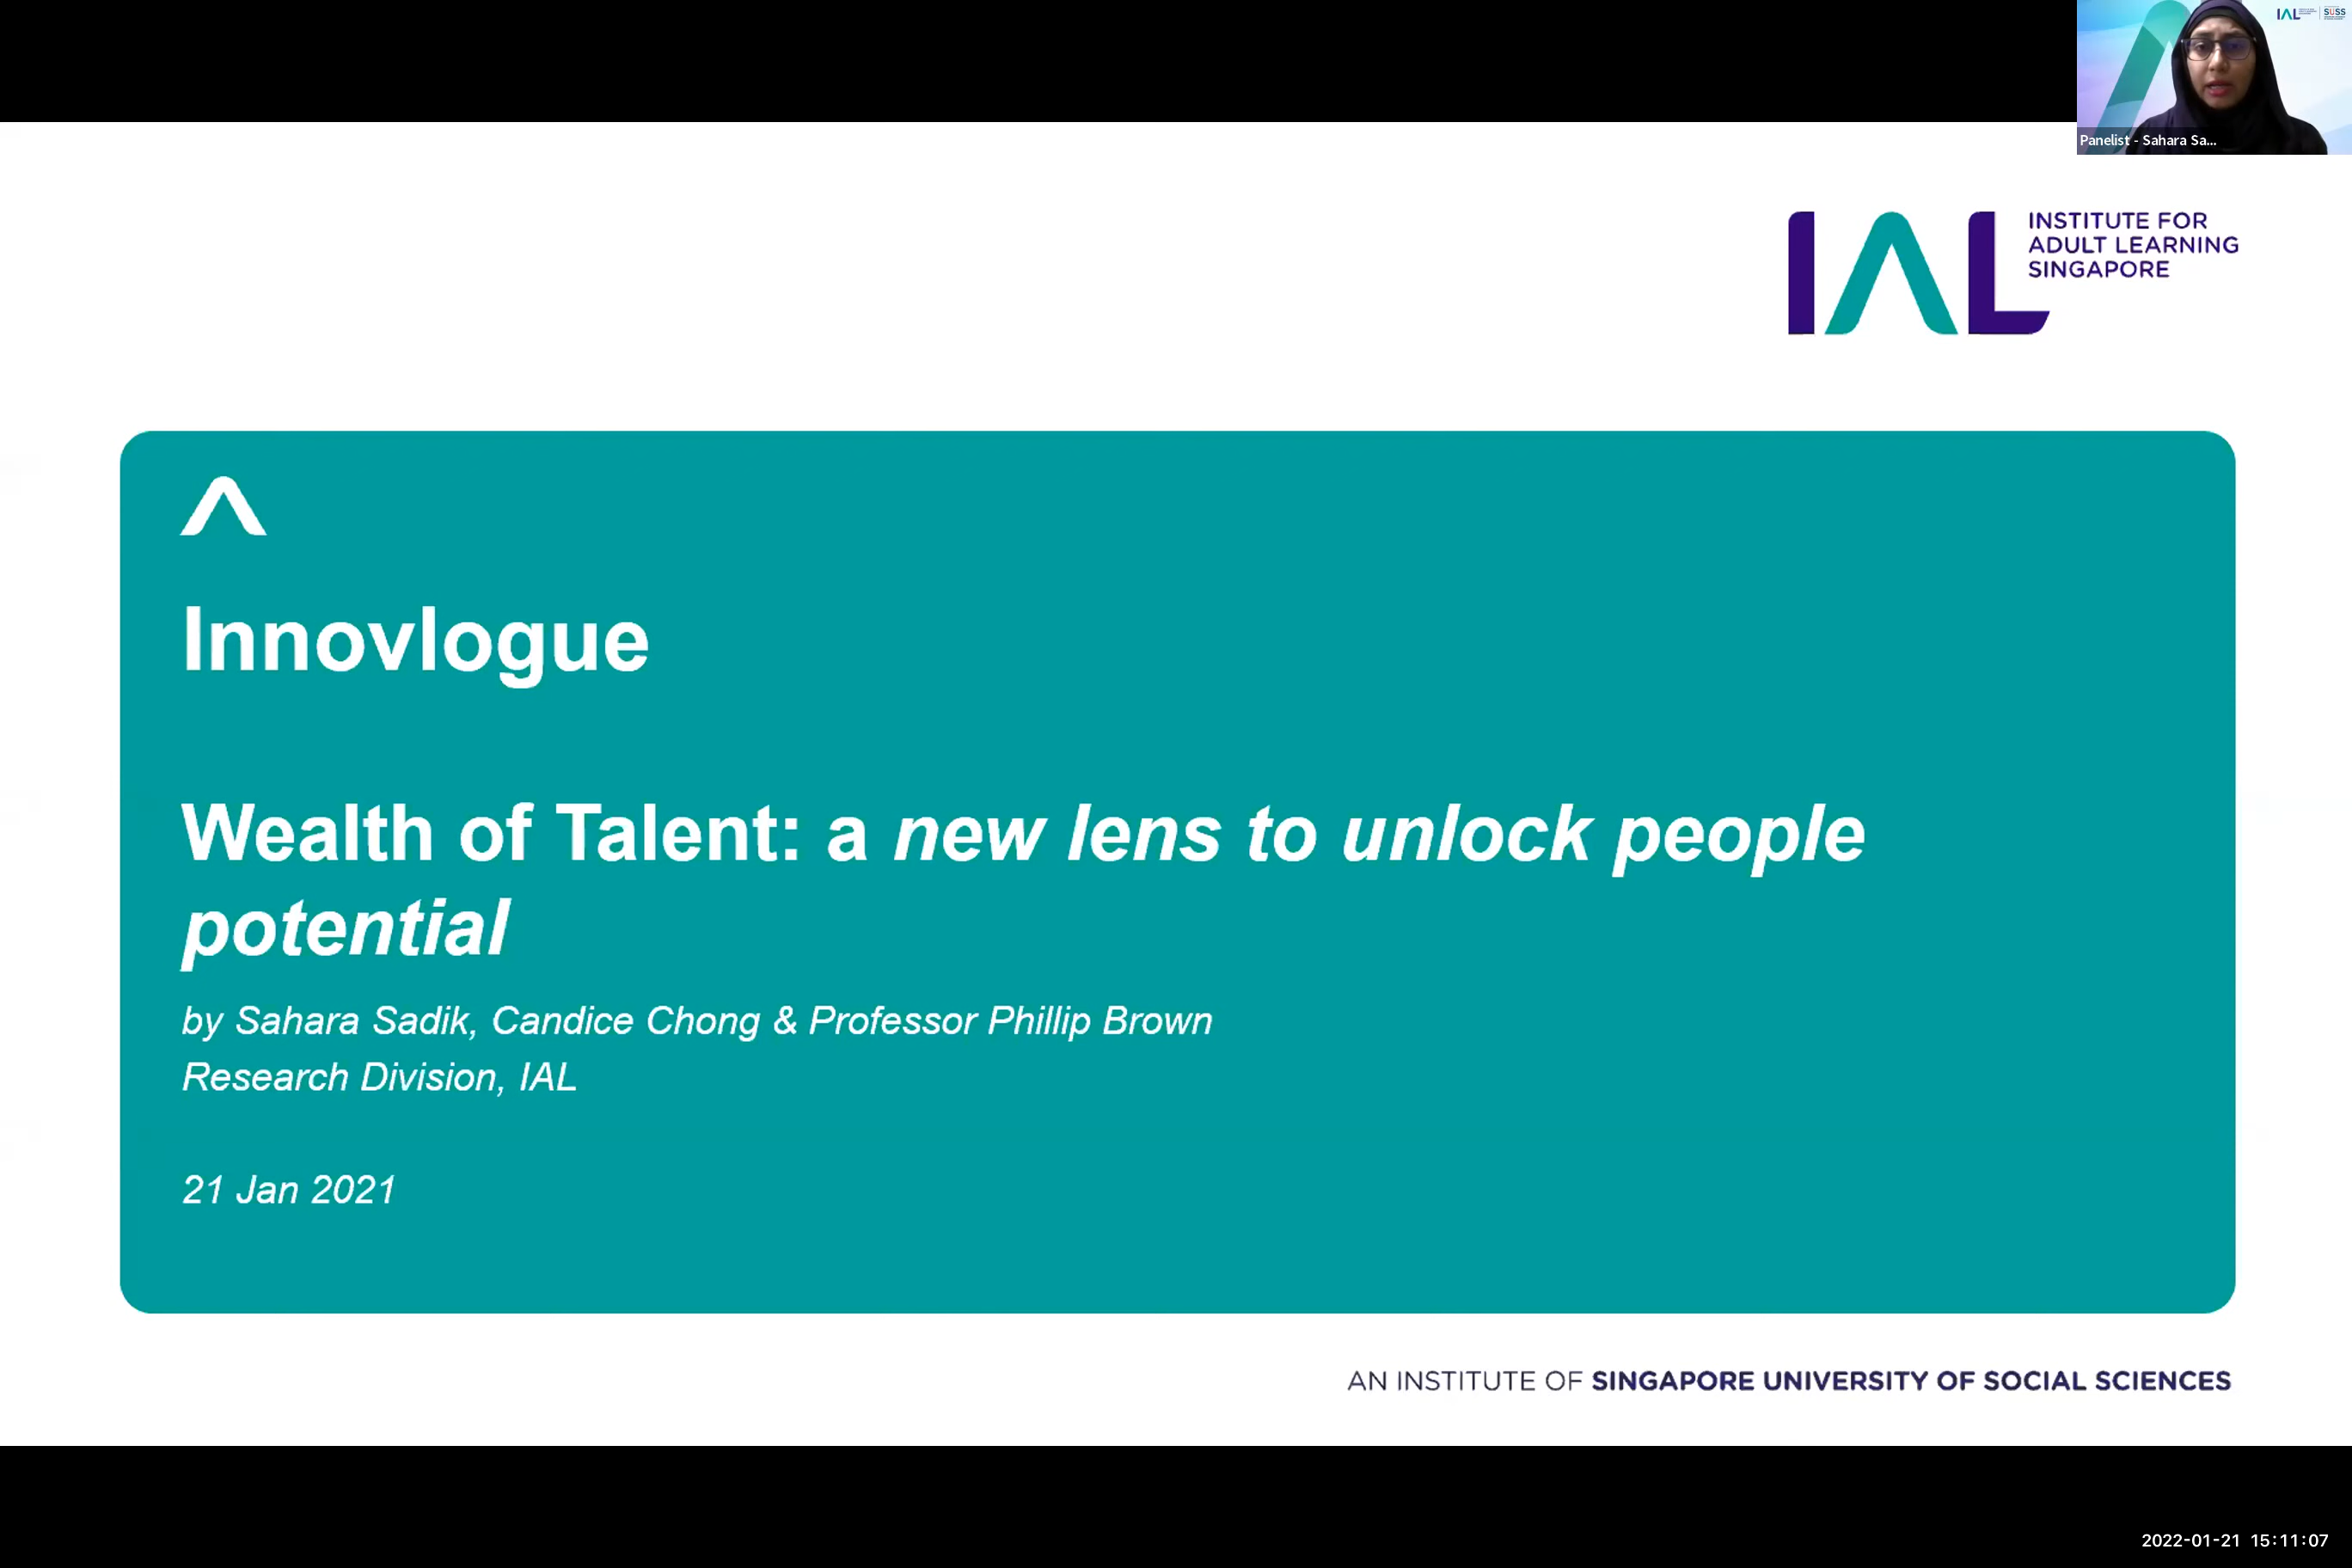 IAL
SUSS
Panelist - Sahara Sa...
IAL
INSTITUTE FOR
ADULT LEARNING
SINGAPORE
Innovlogue
Wealth of Talent: a new lens to unlock people
potential
by Sahara Sadik, Candice Chong & Professor Phillip Brown
Research Division, IAL
21 Jan 2021
AN INSTITUTE OF SINGAPORE UNIVERSITY OF SOCIAL SCIENCES
2022-01-21 15:11:07